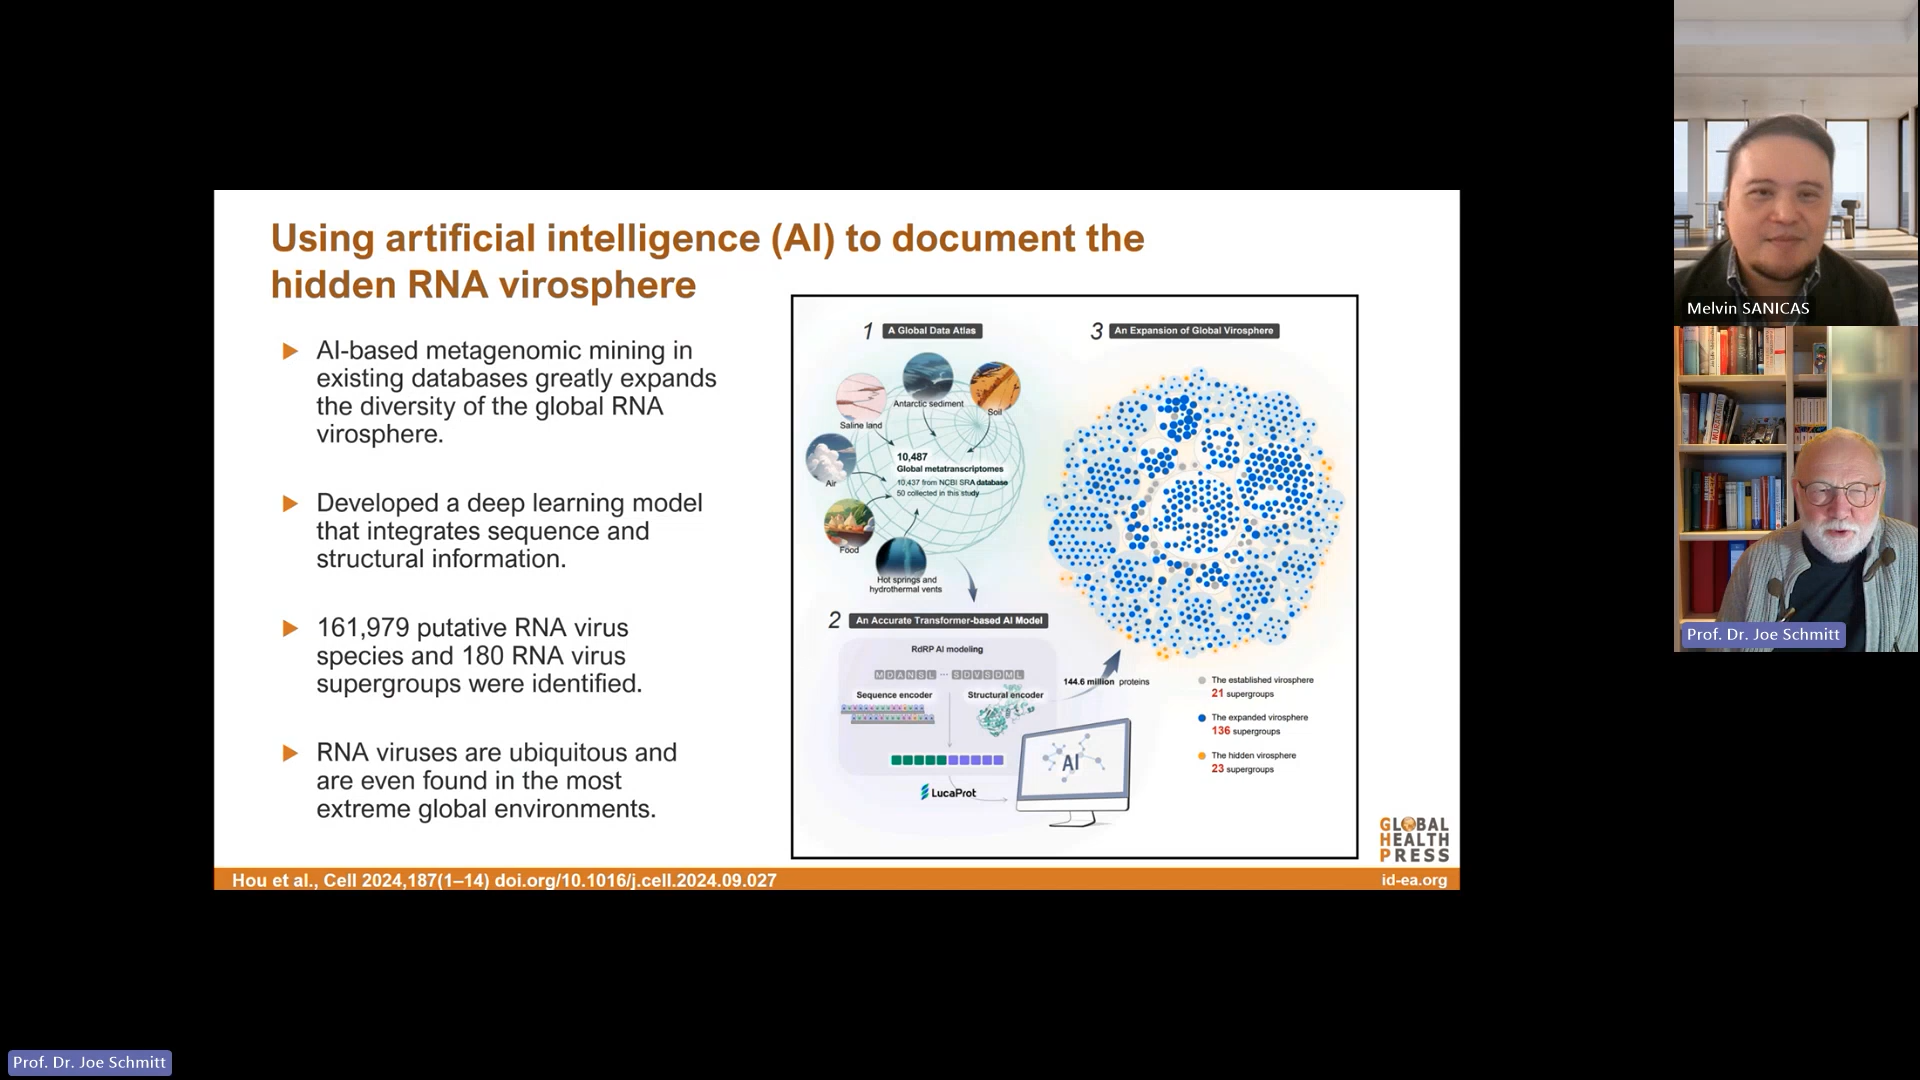 Using artificial intelligence (AI) to document the
hidden RNA virosphere
AI-based metagenomic mining in
existing databases greatly expands
the diversity of the global RNA
virosphere.
Developed a deep learning model
that integrates sequence and
structural information.
161,979 putative RNA virus
species and 180 RNA virus
supergroups were identified.
RNA viruses are ubiquitous and
are even found in the most
extreme global environments.
1 A Global Data Atlas
Antarctic sediment
Soil
Saline land
Air
Food
Hot springs and
hydrothermal vents
10,487
Global metatranscriptomes
10,437 from NCBI SRA database
50 collected in this study
2 An Accurate Transformer-based AI Model
RdRP AI modeling
MDANSL ··· SDVSDML
Sequence encoder
Structural encoder
LucaProt
AI
144.6 million proteins
3 An Expansion of Global Virosphere
The established virosphere
21 supergroups
The expanded virosphere
136 supergroups
The hidden virosphere
23 supergroups
GLOBAL
HEALTH
PRESS
Hou et al., Cell 2024,187(1–14) doi.org/10.1016/j.cell.2024.09.027
id-ea.org
Melvin SANICAS
Prof. Dr. Joe Schmitt
Prof. Dr. Joe Schmitt